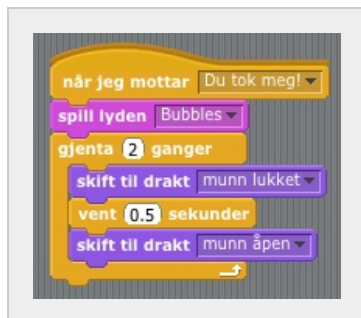 når jeg mottar Du tok meg!
spill lyden Bubbles
gjenta 2 ganger
skift til drakt munn lukket
vent 0.5 sekunder
skift til drakt munn åpen